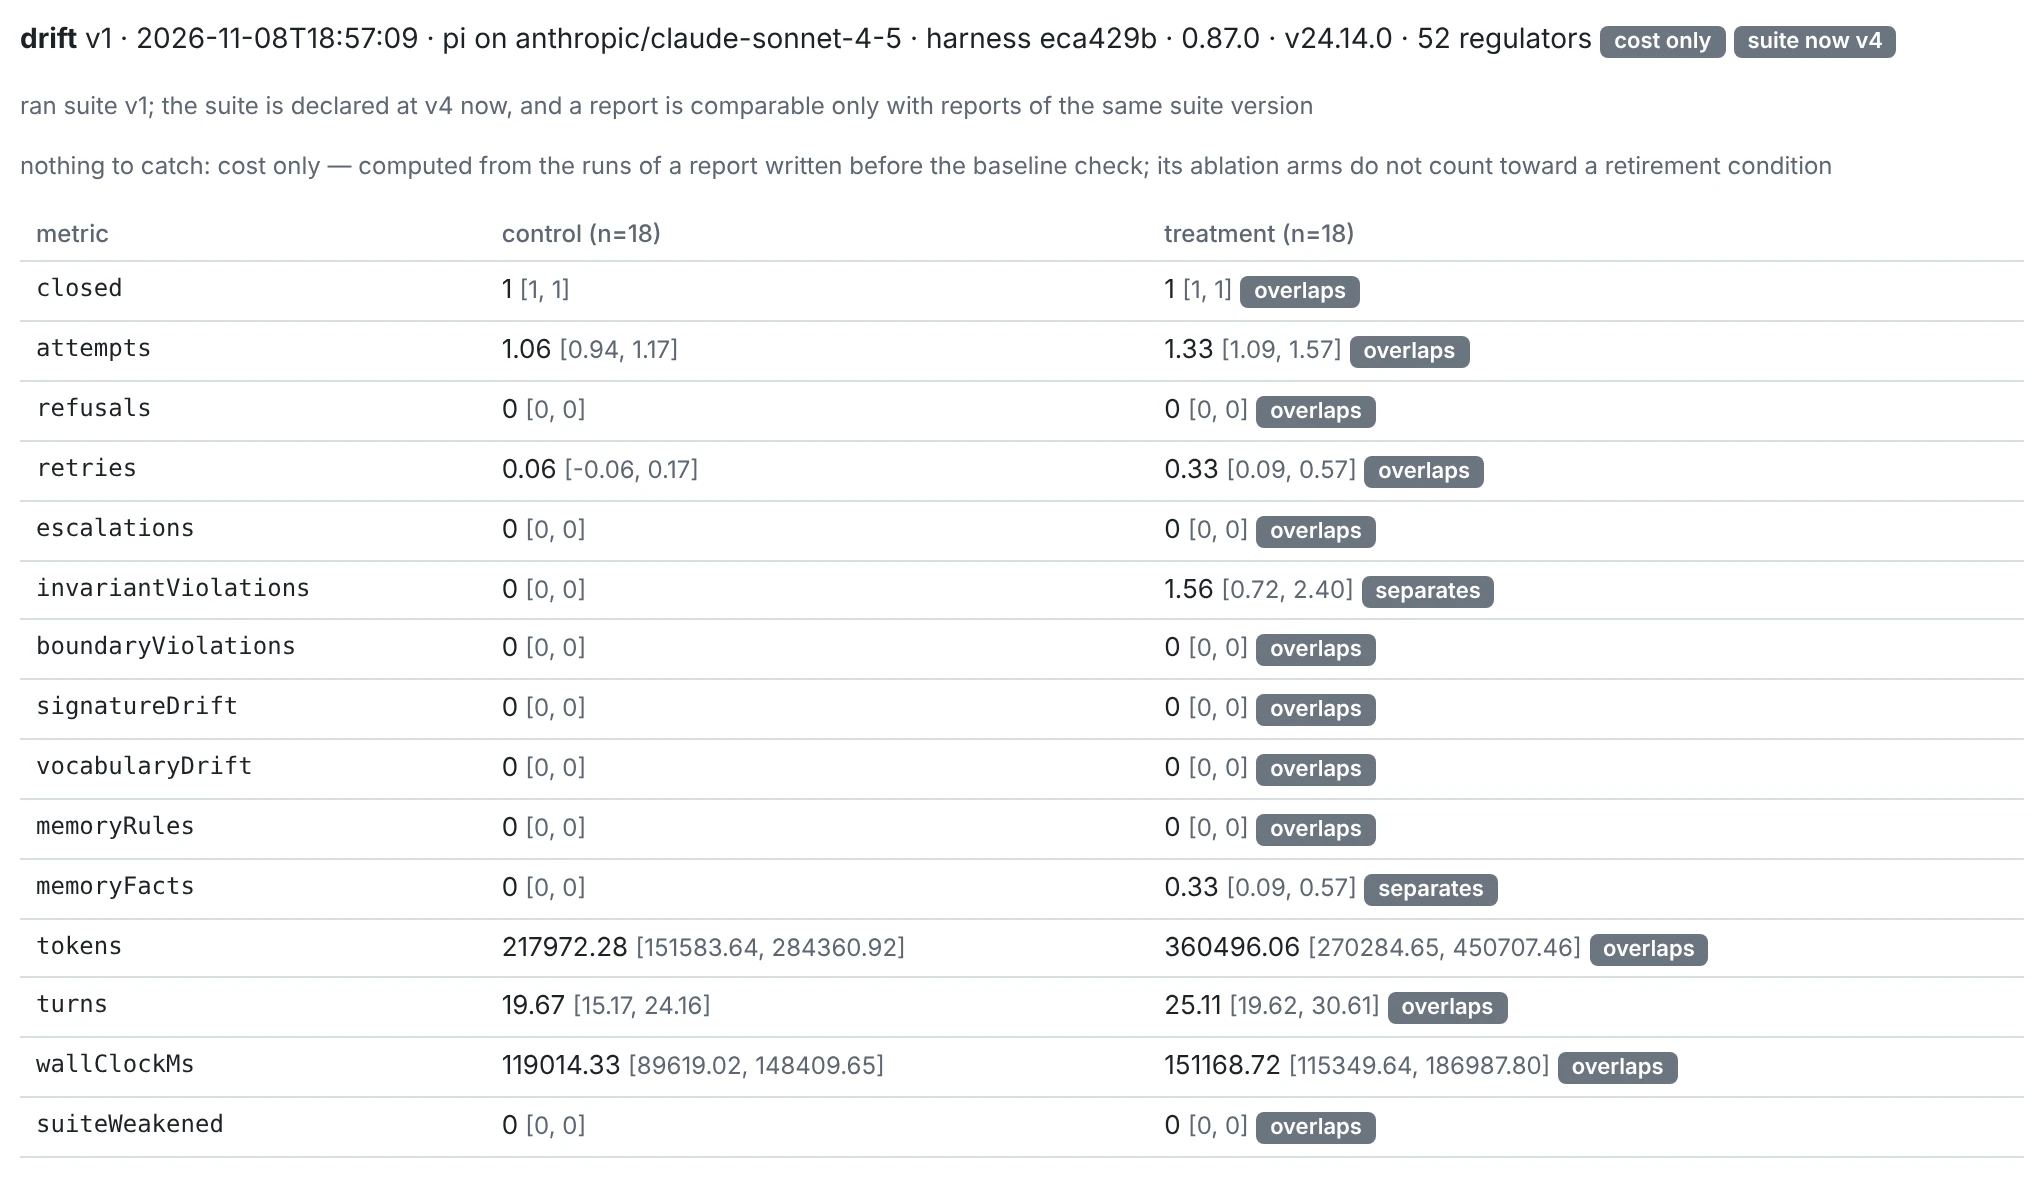 drift v1 · 2026-11-08T18:57:09 · pi on anthropic/claude-sonnet-4-5 · harness eca429b · 0.87.0 · v24.14.0 · 52 regulators cost only suite now v4
ran suite v1; the suite is declared at v4 now, and a report is comparable only with reports of the same suite version
nothing to catch: cost only — computed from the runs of a report written before the baseline check; its ablation arms do not count toward a retirement condition
metric control (n=18) treatment (n=18)
closed 1 [1, 1] 1 [1, 1] overlaps
attempts 1.06 [0.94, 1.17] 1.33 [1.09, 1.57] overlaps
refusals 0 [0, 0] 0 [0, 0] overlaps
retries 0.06 [-0.06, 0.17] 0.33 [0.09, 0.57] overlaps
escalations 0 [0, 0] 0 [0, 0] overlaps
invariantViolations 0 [0, 0] 1.56 [0.72, 2.40] separates
boundaryViolations 0 [0, 0] 0 [0, 0] overlaps
signatureDrift 0 [0, 0] 0 [0, 0] overlaps
vocabularyDrift 0 [0, 0] 0 [0, 0] overlaps
memoryRules 0 [0, 0] 0 [0, 0] overlaps
memoryFacts 0 [0, 0] 0.33 [0.09, 0.57] separates
tokens 217972.28 [151583.64, 284360.92] 360496.06 [270284.65, 450707.46] overlaps
turns 19.67 [15.17, 24.16] 25.11 [19.62, 30.61] overlaps
wallClockMs 119014.33 [89619.02, 148409.65] 151168.72 [115349.64, 186987.80] overlaps
suiteWeakened 0 [0, 0] 0 [0, 0] overlaps